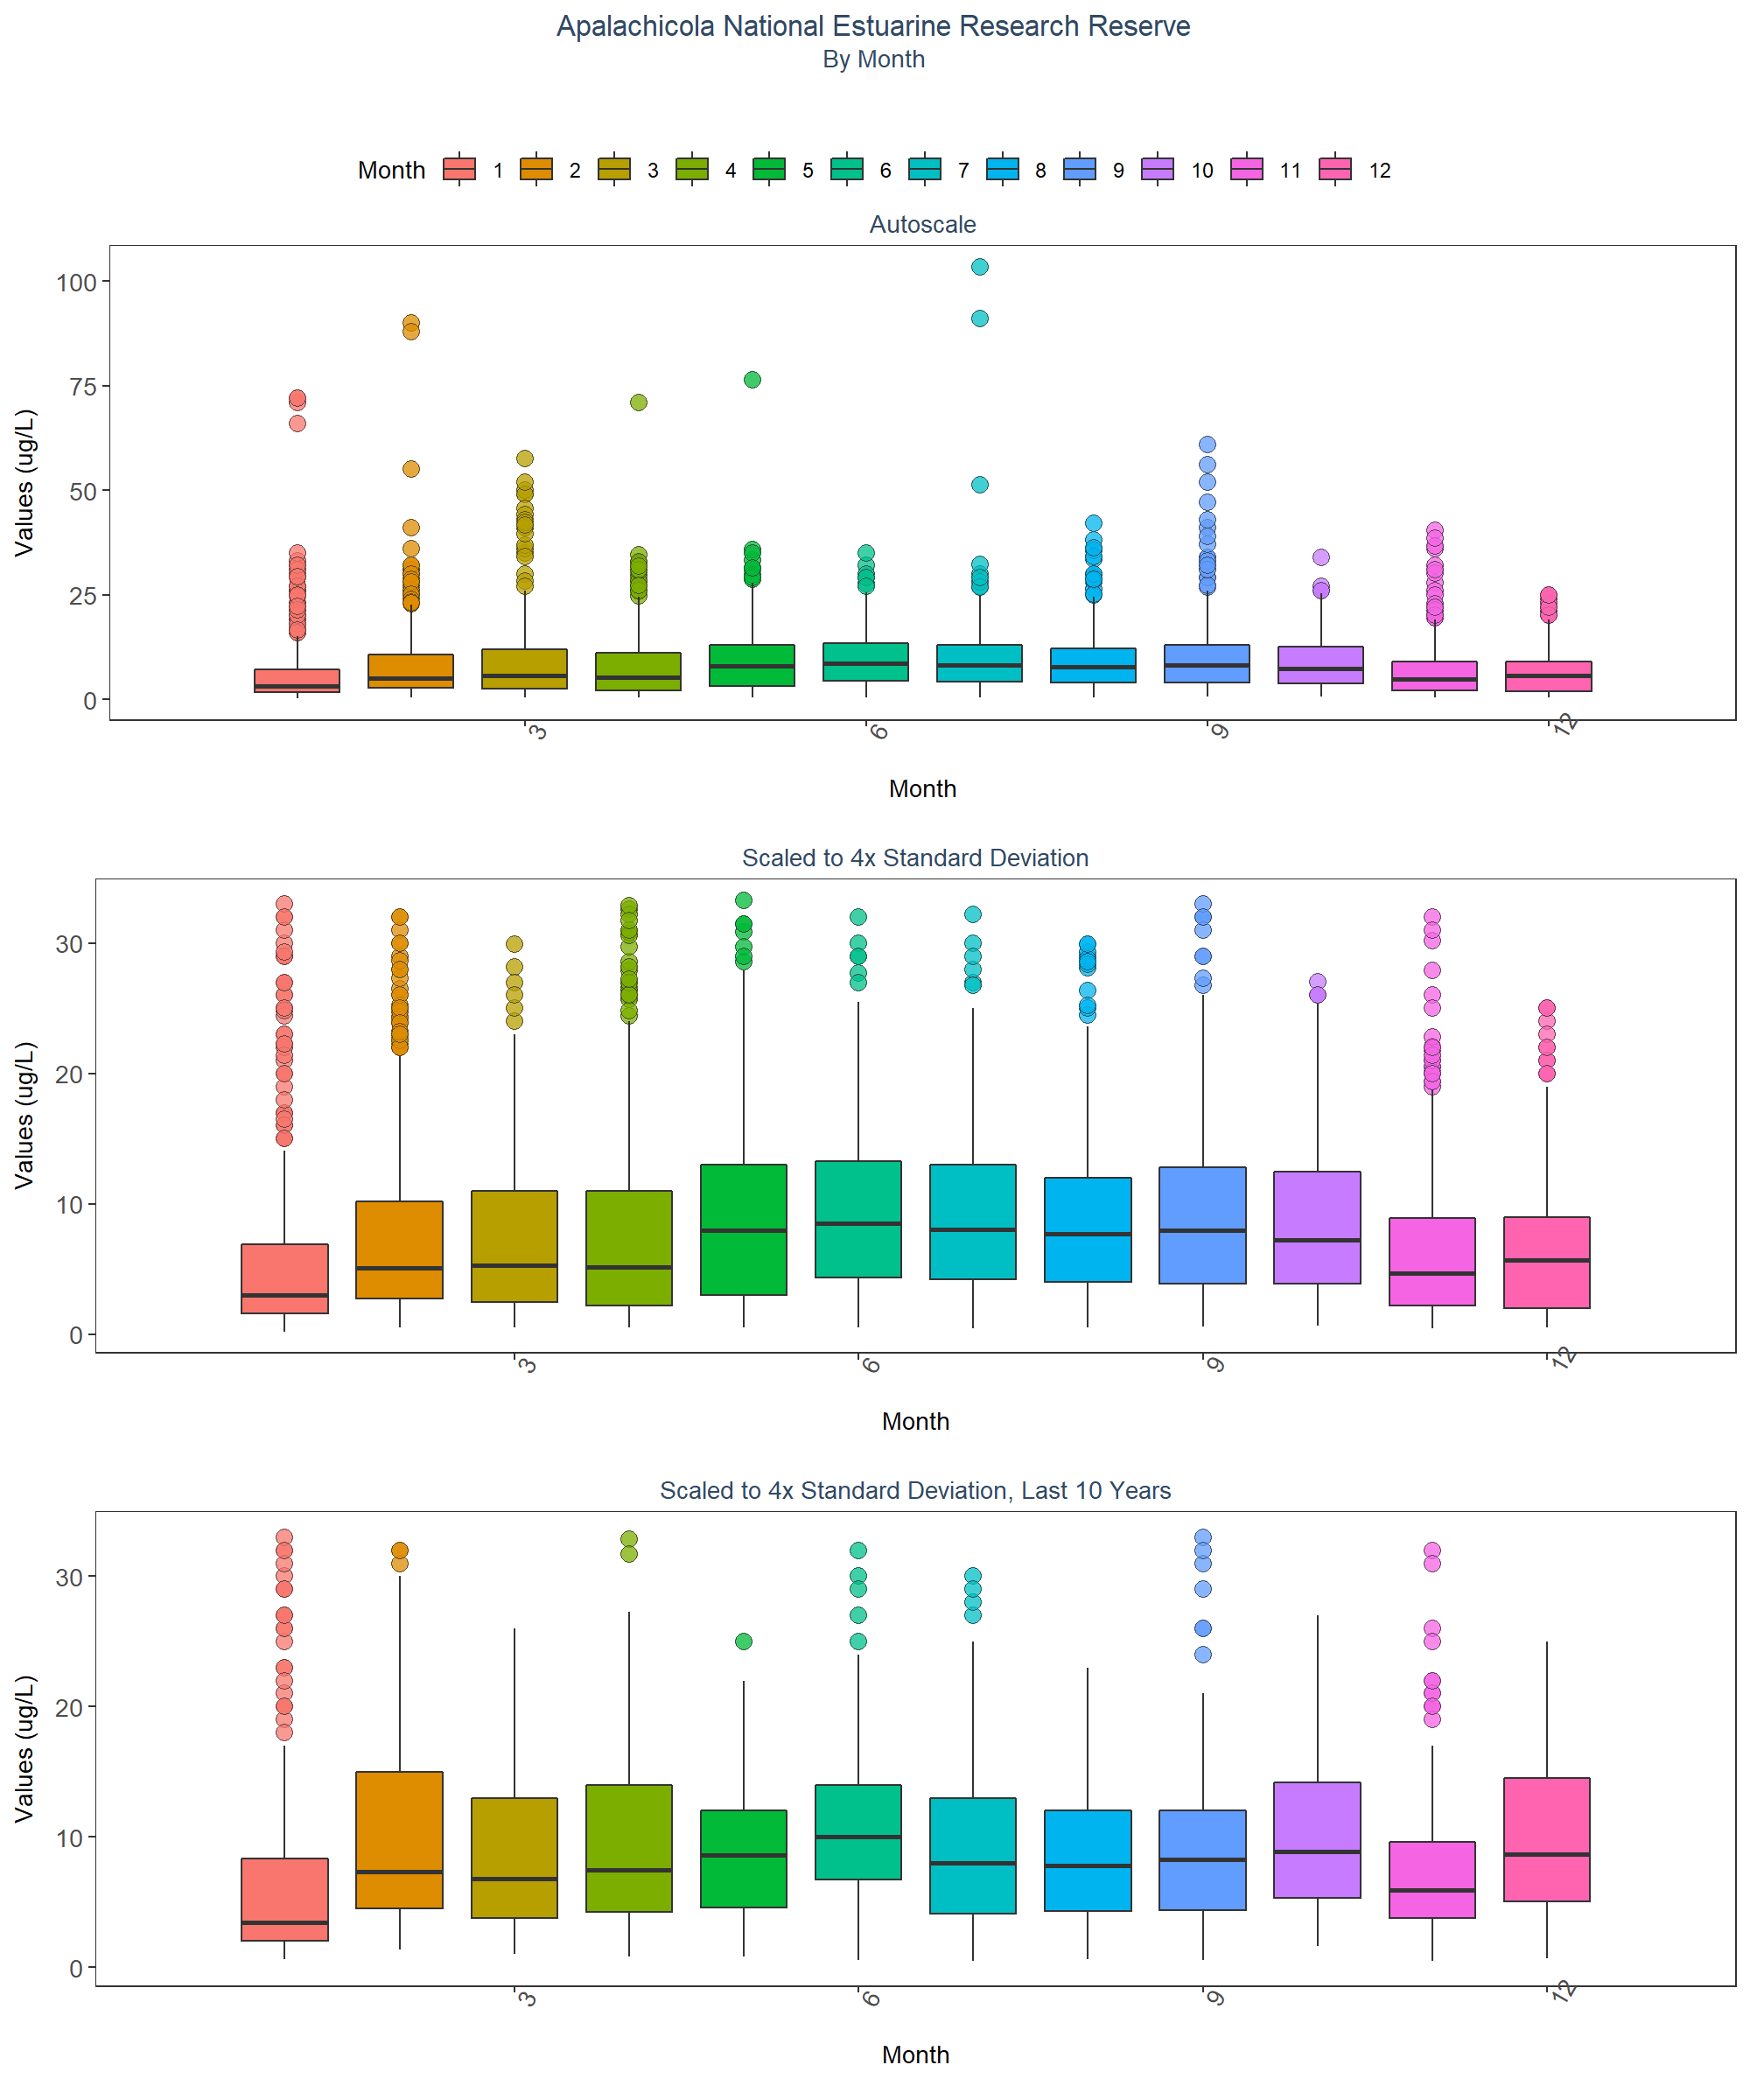 Apalachicola National Estuarine Research Reserve
By Month
Month 1 2 3 4 5 6 7 8 9 10 11 12
Autoscale
Values (ug/L)
100
75
50
25
0
3 6 9 12
Month
Scaled to 4x Standard Deviation
Values (ug/L)
30
20
10
0
3 6 9 12
Month
Scaled to 4x Standard Deviation, Last 10 Years
Values (ug/L)
30
20
10
0
3 6 9 12
Month